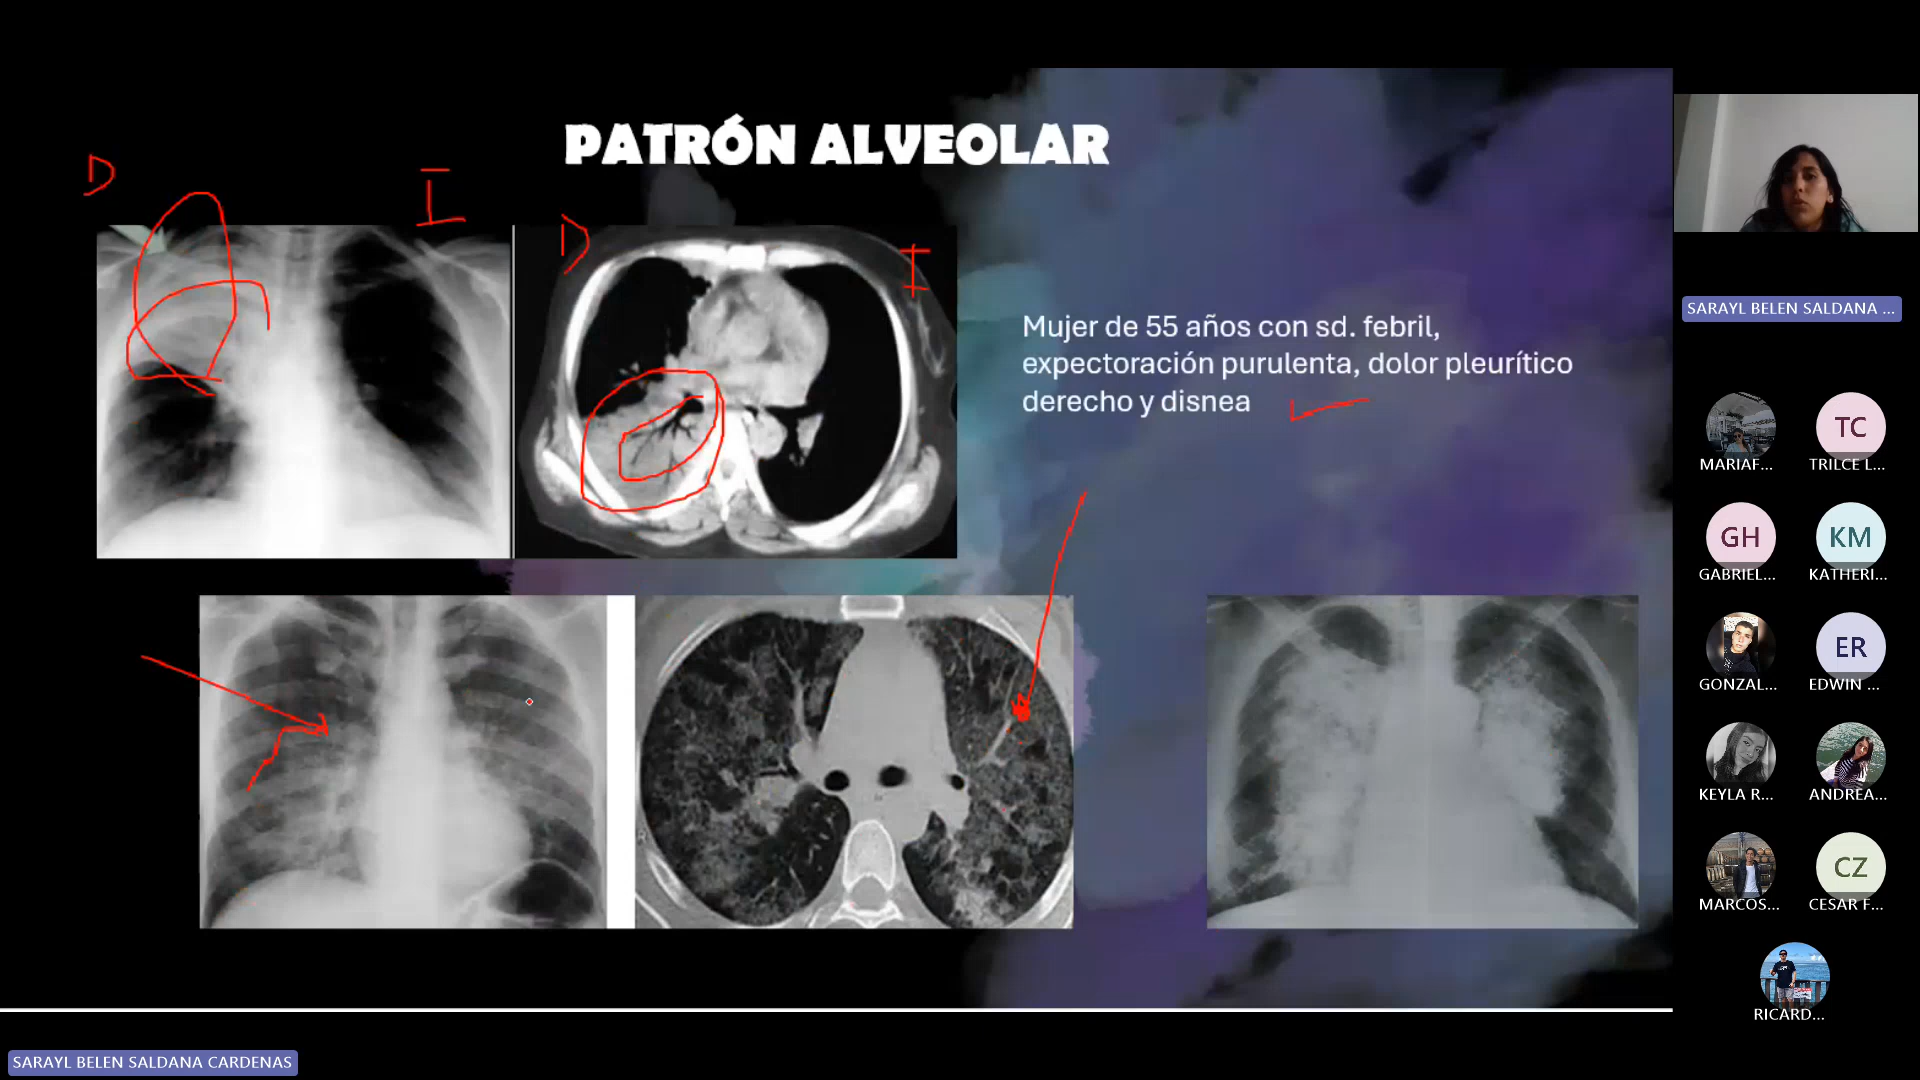 PATRÓN ALVEOLAR
D
I
D
I
Mujer de 55 años con sd. febril,
expectoración purulenta, dolor pleurítico
derecho y disnea
SARAYL BELEN SALDANA ...
MARIAF...
TC
TRILCE L...
GH
GABRIEL...
KM
KATHERI...
GONZAL...
ER
EDWIN ...
KEYLA R...
ANDREA...
MARCOS...
CZ
CESAR F...
RICARD...
SARAYL BELEN SALDANA CARDENAS